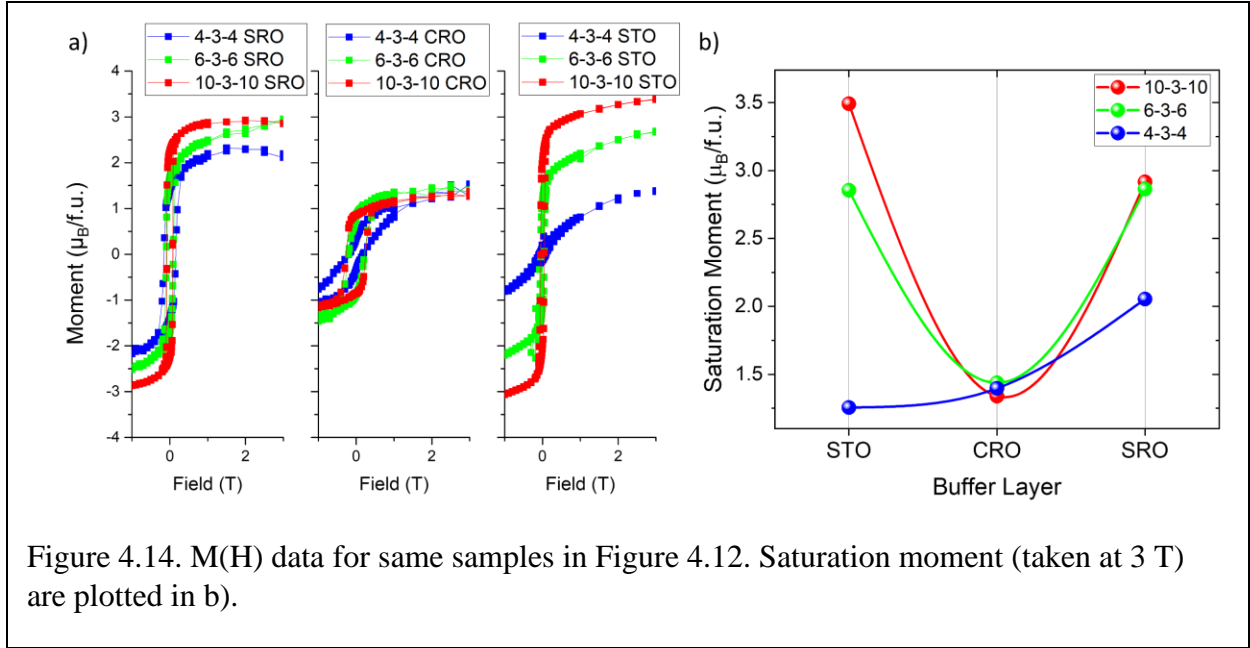 a)
4-3-4 SRO
6-3-6 SRO
10-3-10 SRO
4-3-4 CRO
6-3-6 CRO
10-3-10 CRO
4-3-4 STO
6-3-6 STO
10-3-10 STO
Moment (μB/f.u.)
4
3
2
1
0
-1
-2
-3
-4
0 2
0 2
0 2
Field (T)
Field (T)
Field (T)
b)
10-3-10
6-3-6
4-3-4
Saturation Moment (μB/f.u.)
3.5
3.0
2.5
2.0
1.5
STO CRO SRO
Buffer Layer
Figure 4.14. M(H) data for same samples in Figure 4.12. Saturation moment (taken at 3 T)
are plotted in b).